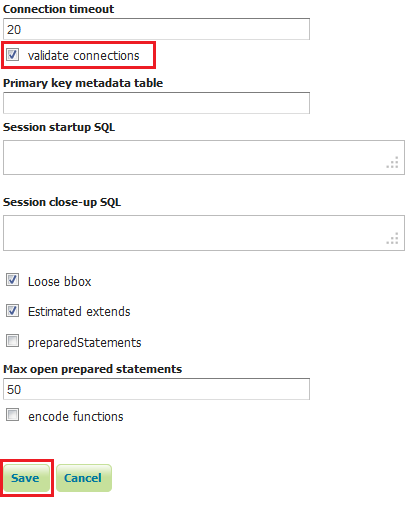 Connection timeout
20
validate connections
Primary key metadata table
Session startup SQL
Session close-up SQL
Loose bbox
Estimated extends
preparedStatements
Max open prepared statements
50
encode functions
Save Cancel